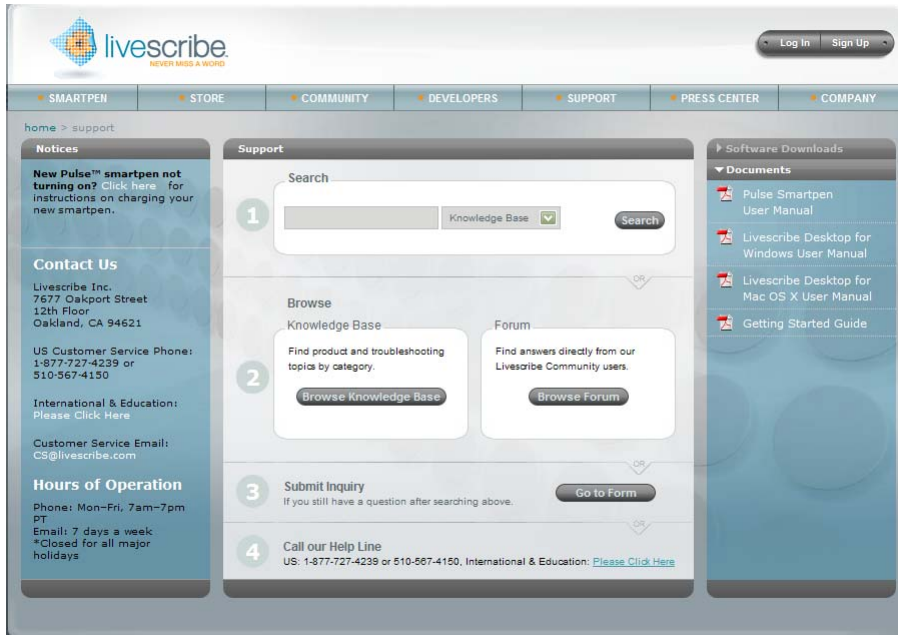 livescribe
NEVER MISS A WORD
Log In
Sign Up
SMARTPEN
STORE
COMMUNITY
DEVELOPERS
SUPPORT
PRESS CENTER
COMPANY
home > support
Notices
New Pulse™ smartpen not
turning on? Click here for
instructions on charging your
new smartpen.
Contact Us
Livescribe Inc.
7677 Oakport Street
12th Floor
Oakland, CA 94621
US Customer Service Phone:
1-877-727-4239 or
510-567-4150
International & Education:
Please Click Here
Customer Service Email:
CS@livescribe.com
Hours of Operation
Phone: Mon-Fri, 7am-7pm
PT
Email: 7 days a week
*Closed for all major
holidays
Support
1
Search
Knowledge Base
Search
OR
2
Browse
Knowledge Base
Find product and troubleshooting
topics by category.
Browse Knowledge Base
Forum
Find answers directly from our
Livescribe Community users.
Browse Forum
OR
3
Submit Inquiry
If you still have a question after searching above.
Go to Form
OR
4
Call our Help Line
US: 1-877-727-4239 or 510-567-4150, International & Education: Please Click Here
Software Downloads
Documents
Pulse Smartpen
User Manual
Livescribe Desktop for
Windows User Manual
Livescribe Desktop for
Mac OS X User Manual
Getting Started Guide